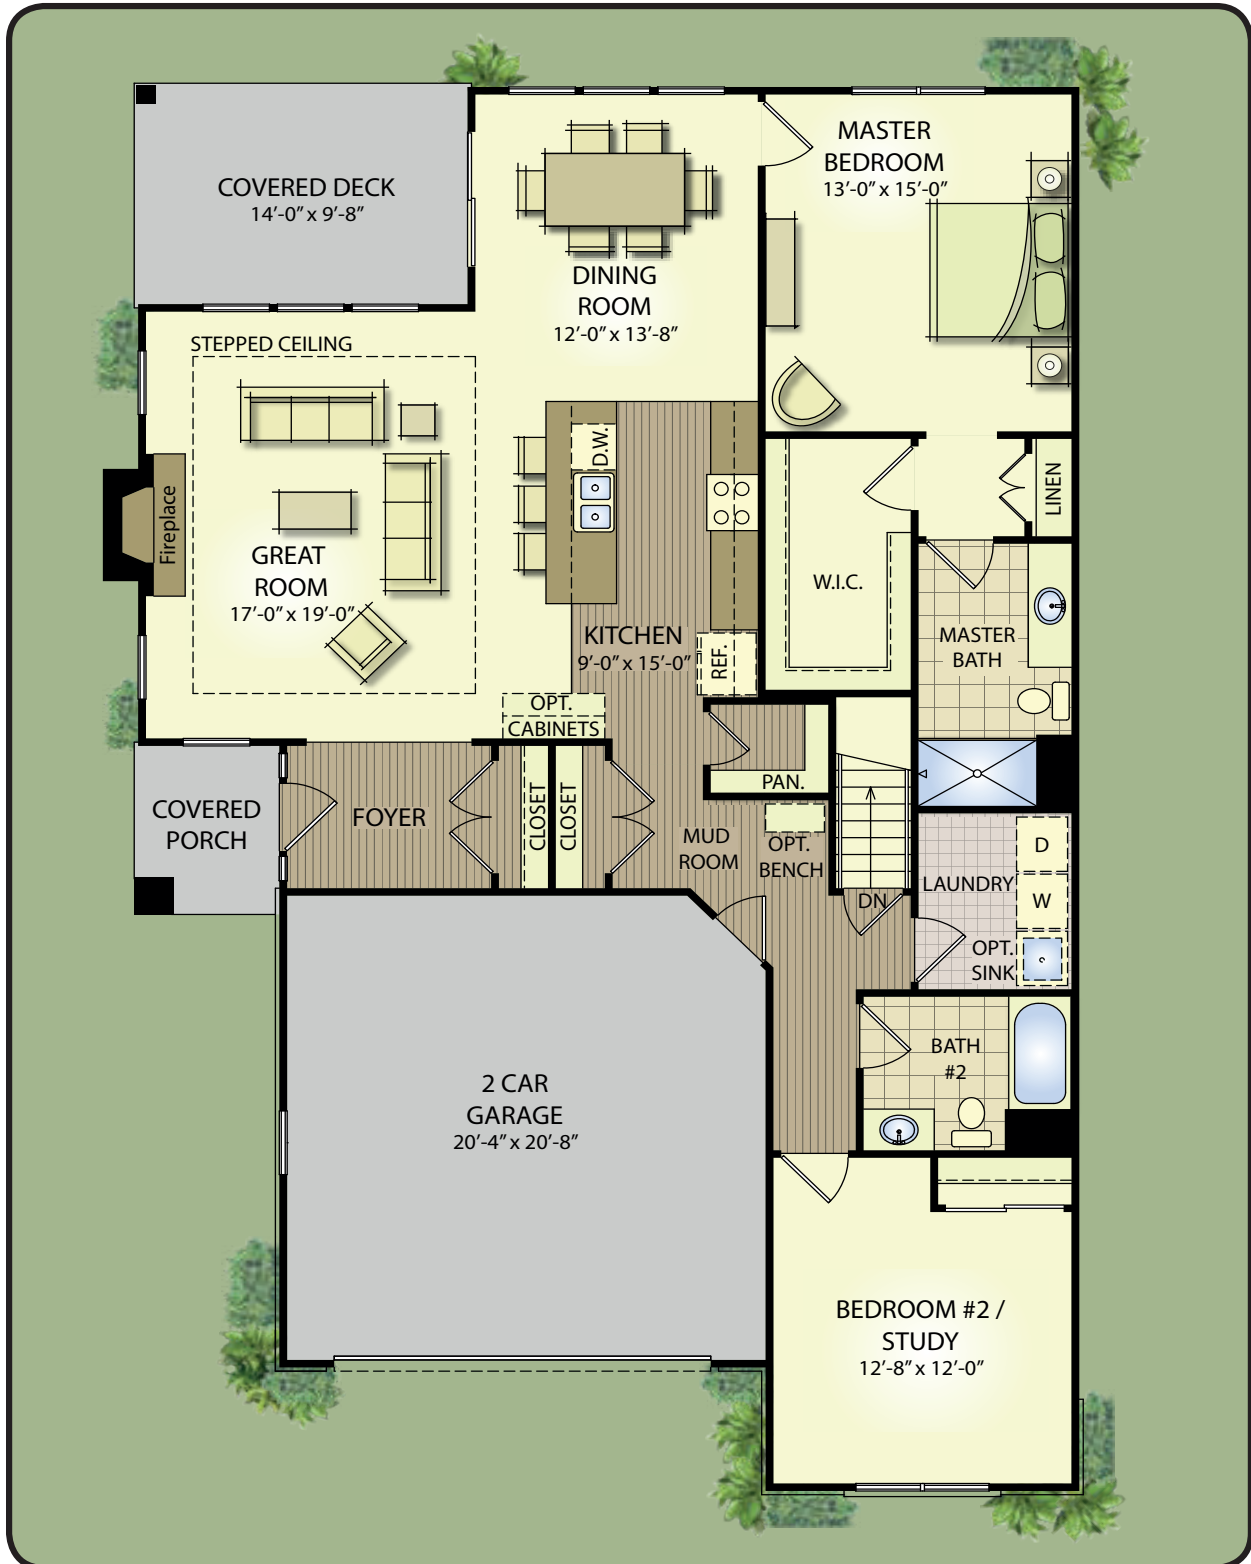 COVERED DECK
14'-0" x 9'-8"
MASTER
BEDROOM
13'-0" x 15'-0"
DINING
ROOM
12'-0" x 13'-8"
STEPPED CEILING
Fireplace
GREAT
ROOM
17'-0" x 19'-0"
D.W.
KITCHEN
9'-0" x 15'-0"
REF.
W.I.C.
LINEN
MASTER
BATH
OPT.
CABINETS
PAN.
COVERED
PORCH
FOYER
CLOSET
CLOSET
MUD
ROOM
OPT.
BENCH
DN
LAUNDRY
D
W
OPT.
SINK
BATH
#2
2 CAR
GARAGE
20'-4" x 20'-8"
BEDROOM #2 /
STUDY
12'-8" x 12'-0"